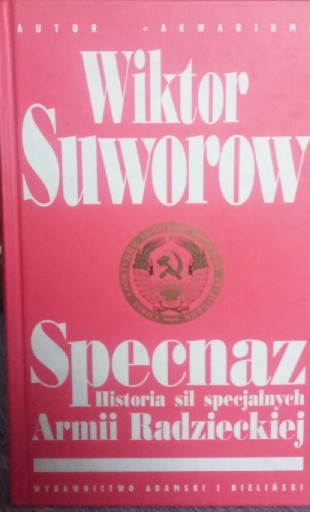 AUTOR «AKWARIUM»
Wiktor
Suworow
Specnaz
Historia sił specjalnych
Armii Radzieckiej
WYDAWNICTWO ADAMSKI I BIELIŃSKI